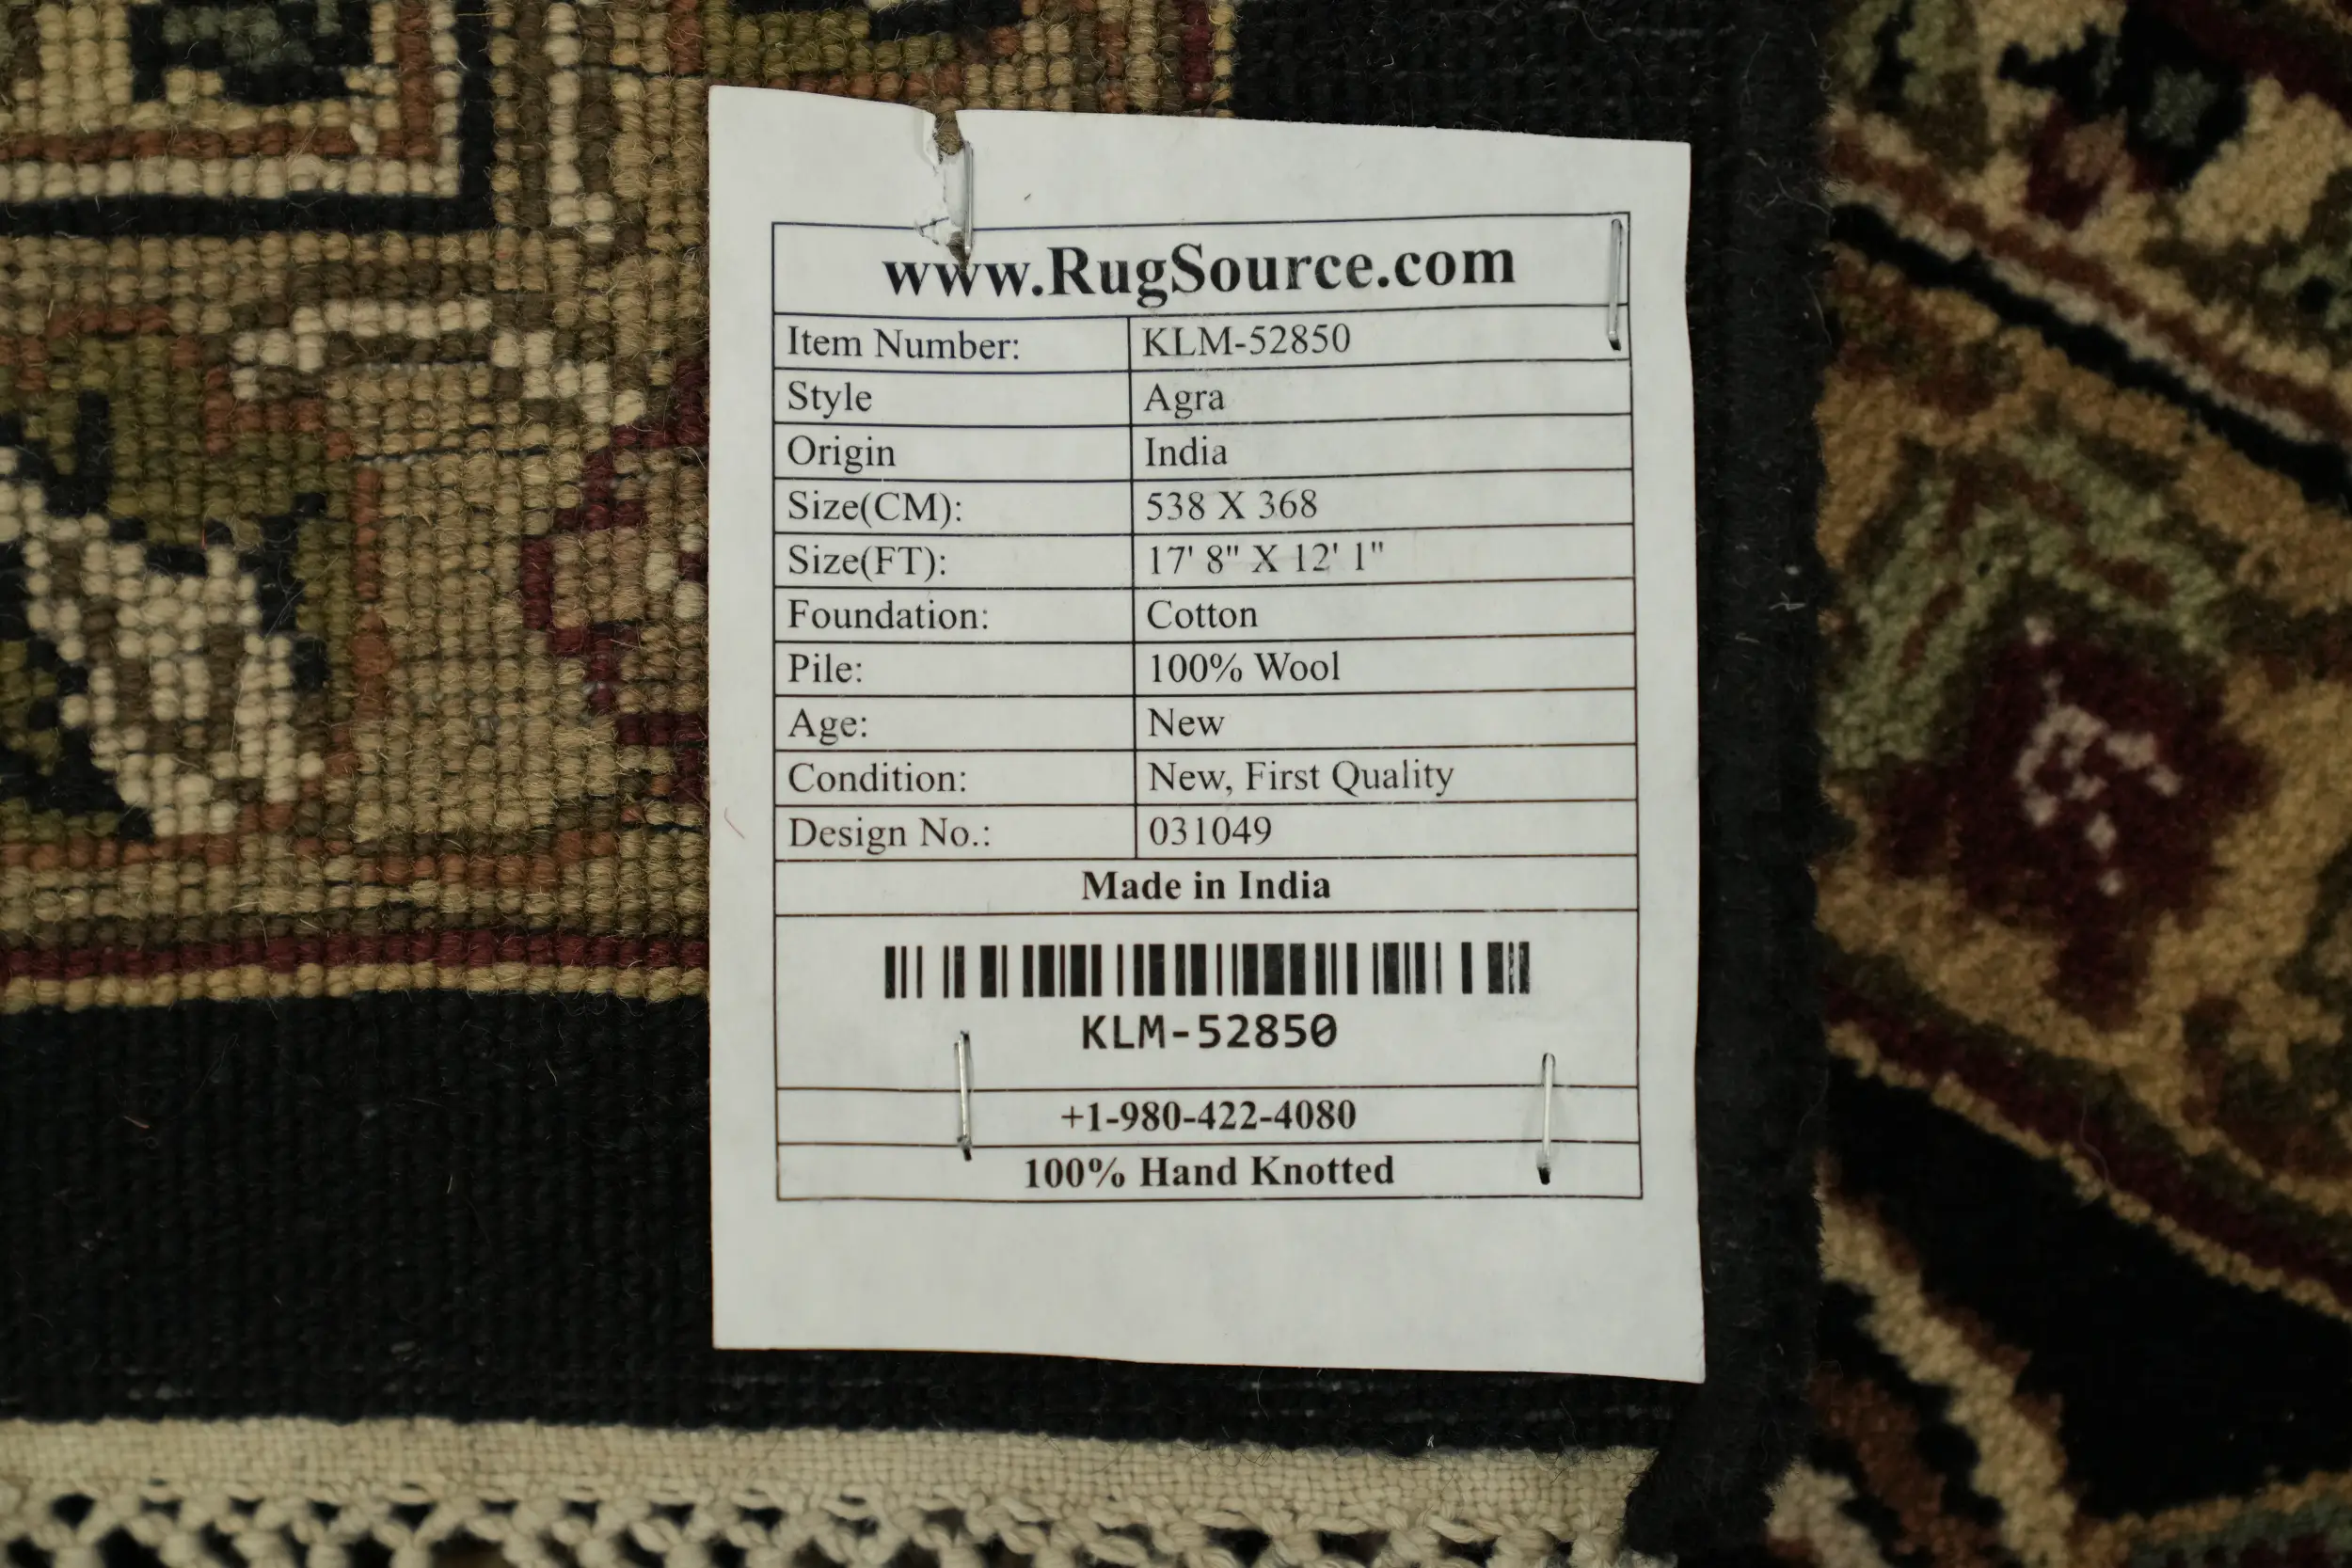 www.RugSource.com
Item Number: KLM-52850
Style Agra
Origin India
Size(CM): 538 X 368
Size(FT): 17' 8" X 12' 1"
Foundation: Cotton
Pile: 100% Wool
Age: New
Condition: New, First Quality
Design No.: 031049
Made in India
KLM-52850
+1-980-422-4080
100% Hand Knotted